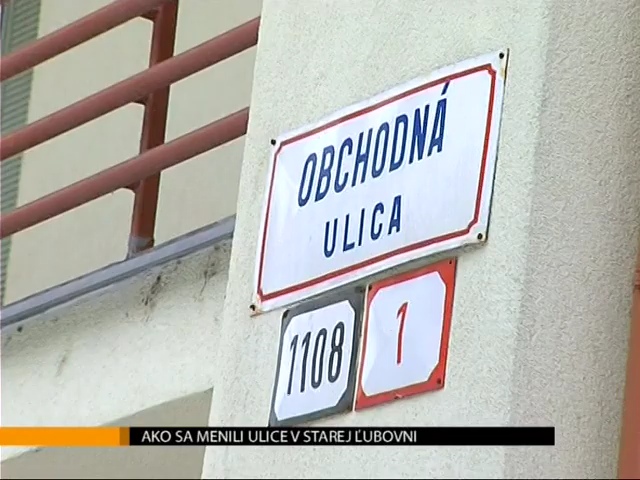 OBCHODNÁ
ULICA
1108
1
AKO SA MENILI ULICE V STAREJ ĽUBOVNI